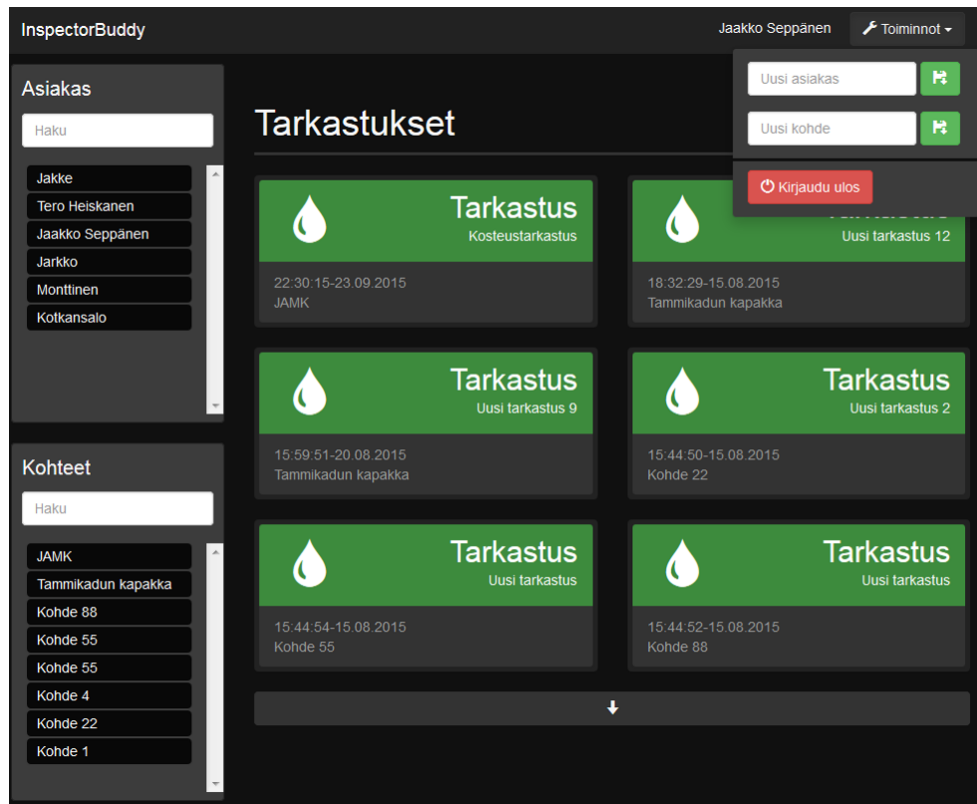 InspectorBuddy
Jaakko Seppänen
Toiminnot
Uusi asiakas
Uusi kohde
Kirjaudu ulos
Asiakas
Haku
Jakke
Tero Heiskanen
Jaakko Seppänen
Jarkko
Monttinen
Kotkansalo
Kohteet
Haku
JAMK
Tammikadun kapakka
Kohde 88
Kohde 55
Kohde 55
Kohde 4
Kohde 22
Kohde 1
Tarkastukset
Tarkastus
Kosteustarkastus
22:30:15-23.09.2015
JAMK
Uusi tarkastus 12
18:32:29-15.08.2015
Tammikadun kapakka
Tarkastus
Uusi tarkastus 9
15:59:51-20.08.2015
Tammikadun kapakka
Tarkastus
Uusi tarkastus 2
15:44:50-15.08.2015
Kohde 22
Tarkastus
Uusi tarkastus
15:44:54-15.08.2015
Kohde 55
Tarkastus
Uusi tarkastus
15:44:52-15.08.2015
Kohde 88